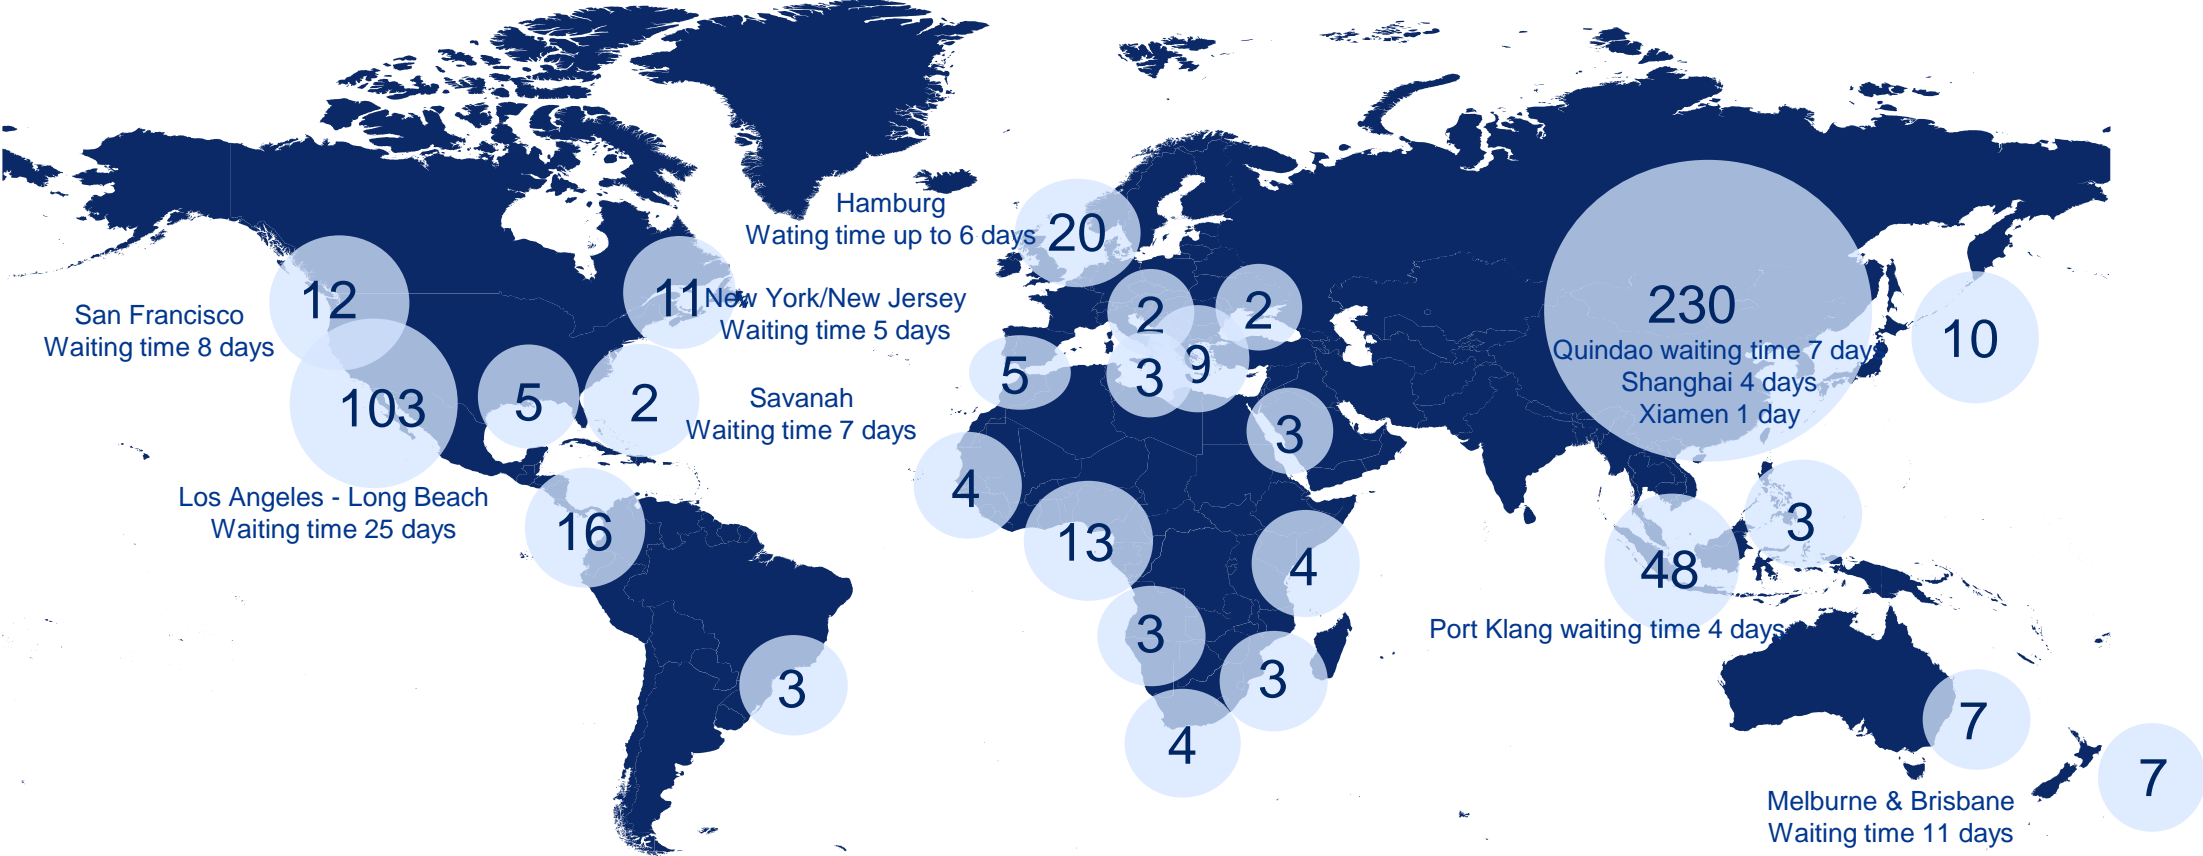 Hamburg
Wating time up to 6 days
20
12
11
New York/New Jersey
Waiting time 5 days
San Francisco
Waiting time 8 days
103
5
2
Savanah
Waiting time 7 days
Los Angeles - Long Beach
Waiting time 25 days
16
3
2
2
5
3
9
3
4
13
4
3
3
4
230
Quindao waiting time 7 days
Shanghai 4 days
Xiamen 1 day
10
3
48
Port Klang waiting time 4 days
7
7
Melburne & Brisbane
Waiting time 11 days